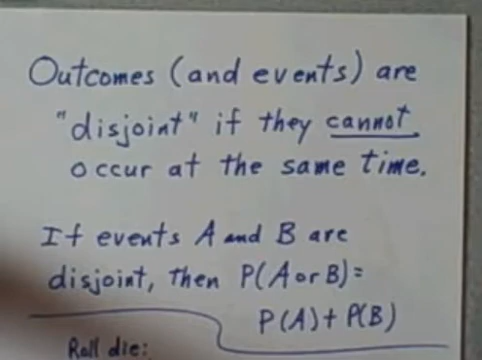 Outcomes (and events) are
"disjoint" if they cannot
occur at the same time.
If events A and B are
disjoint, then P(A or B) =
P(A) + P(B)
Roll die: